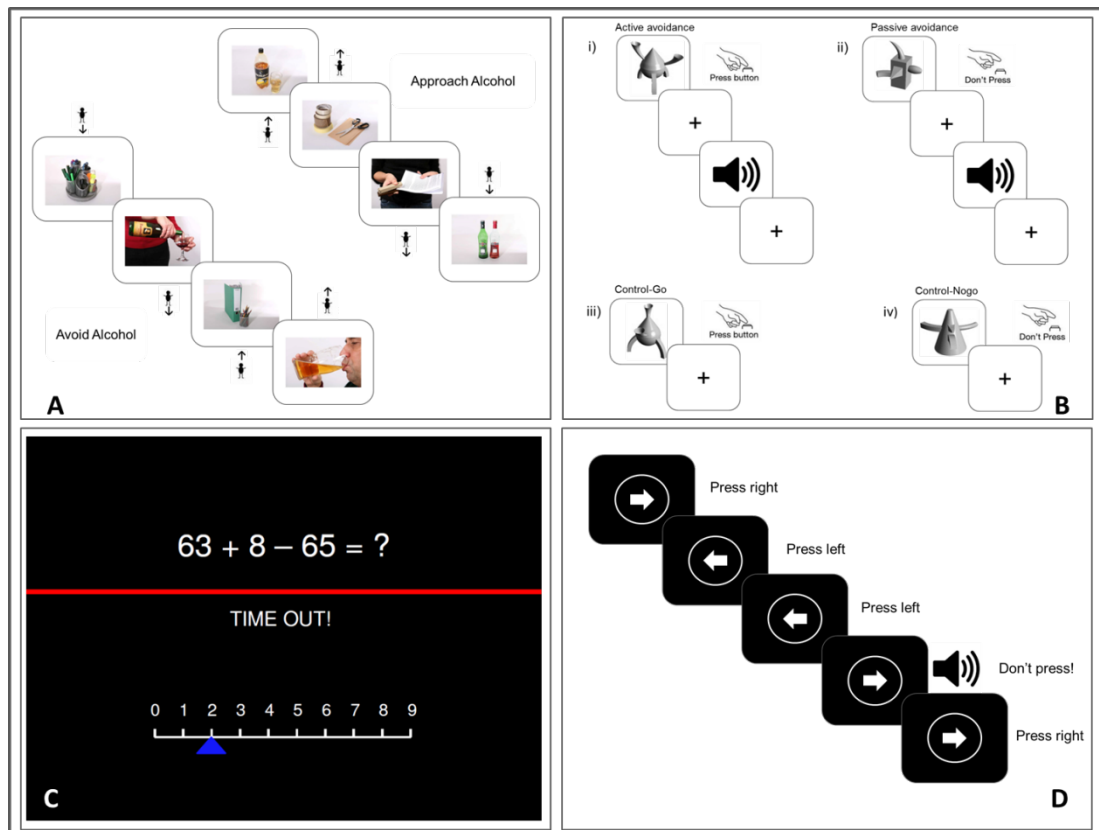 Approach Alcohol
Avoid Alcohol
A
i)
Active avoidance
Press button
+
+
ii)
Passive avoidance
Don't Press
+
+
iii)
Control-Go
Press button
+
iv)
Control-Nogo
Don't Press
+
B
63 + 8 – 65 = ?
TIME OUT!
0 1 2 3 4 5 6 7 8 9
C
Press right
Press left
Press left
Don't press!
Press right
D